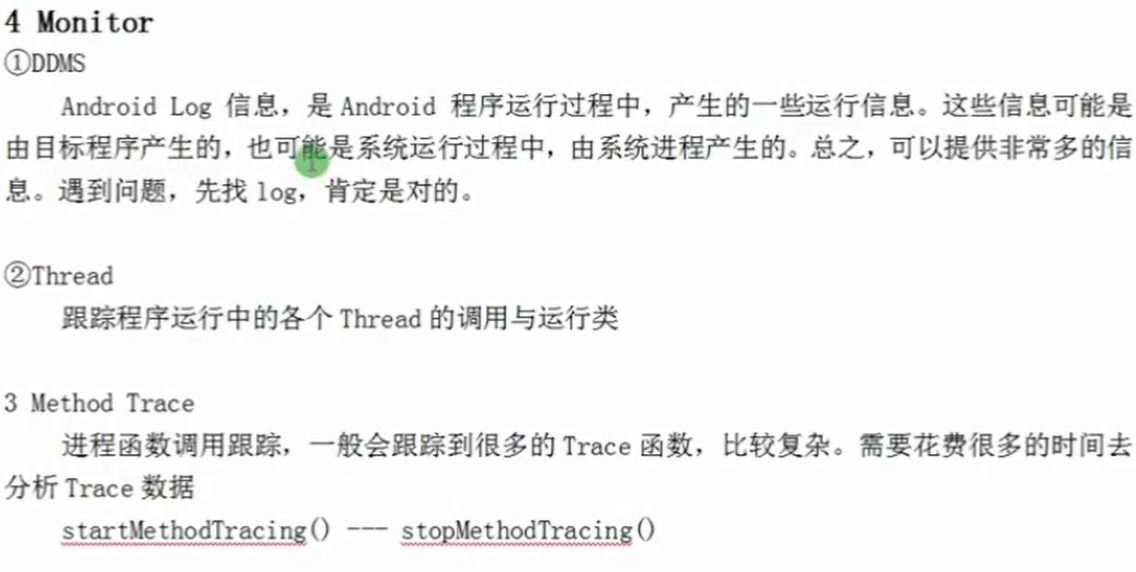 4 Monitor
①DDMS
Android Log 信息，是 Android 程序运行过程中，产生的一些运行信息。这些信息可能是
由目标程序产生的，也可能是系统运行过程中，由系统进程产生的。总之，可以提供非常多的信
息。遇到问题，先找 log，肯定是对的。
②Thread
跟踪程序运行中的各个 Thread 的调用与运行类
3 Method Trace
进程函数调用跟踪，一般会跟踪到很多的 Trace 函数，比较复杂。需要花费很多的时间去
分析 Trace 数据
startMethodTracing() --- stopMethodTracing()